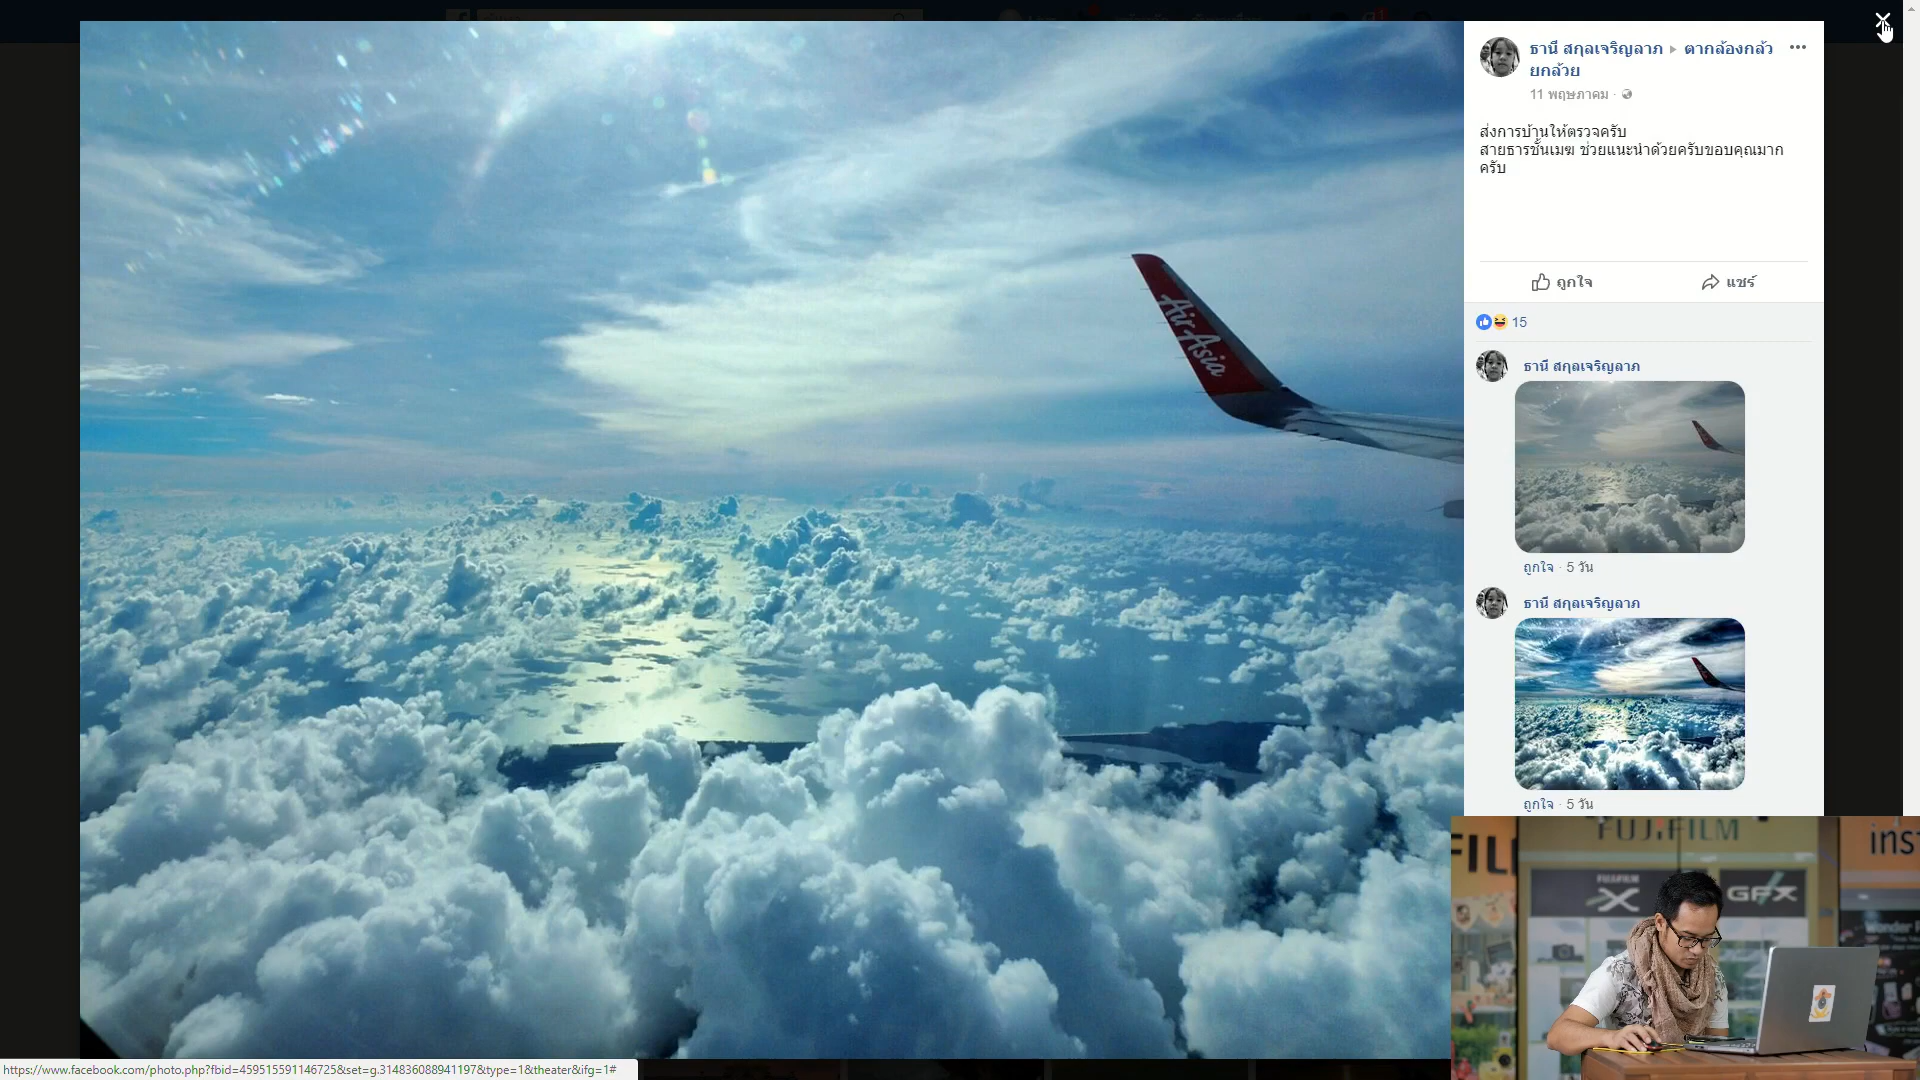 ธานี สกุลเจริญลาภ ▸ ตากล้องกล้ว
ยกล้วย
11 พฤษภาคม ·
ส่งการบ้านให้ตรวจครับ
สายธารชั้นเมฆ ช่วยแนะนำด้วยครับขอบคุณมาก
ครับ
ถูกใจ
แชร์
15
AirAsia
ธานี สกุลเจริญลาภ
ถูกใจ · 5 วัน
ธานี สกุลเจริญลาภ
ถูกใจ · 5 วัน
FUJIFILM
inst
FUJIFILM
X
GFX
https://www.facebook.com/photo.php?fbid=459515591146725&set=g.314836088941197&type=1&theater&ifg=1#